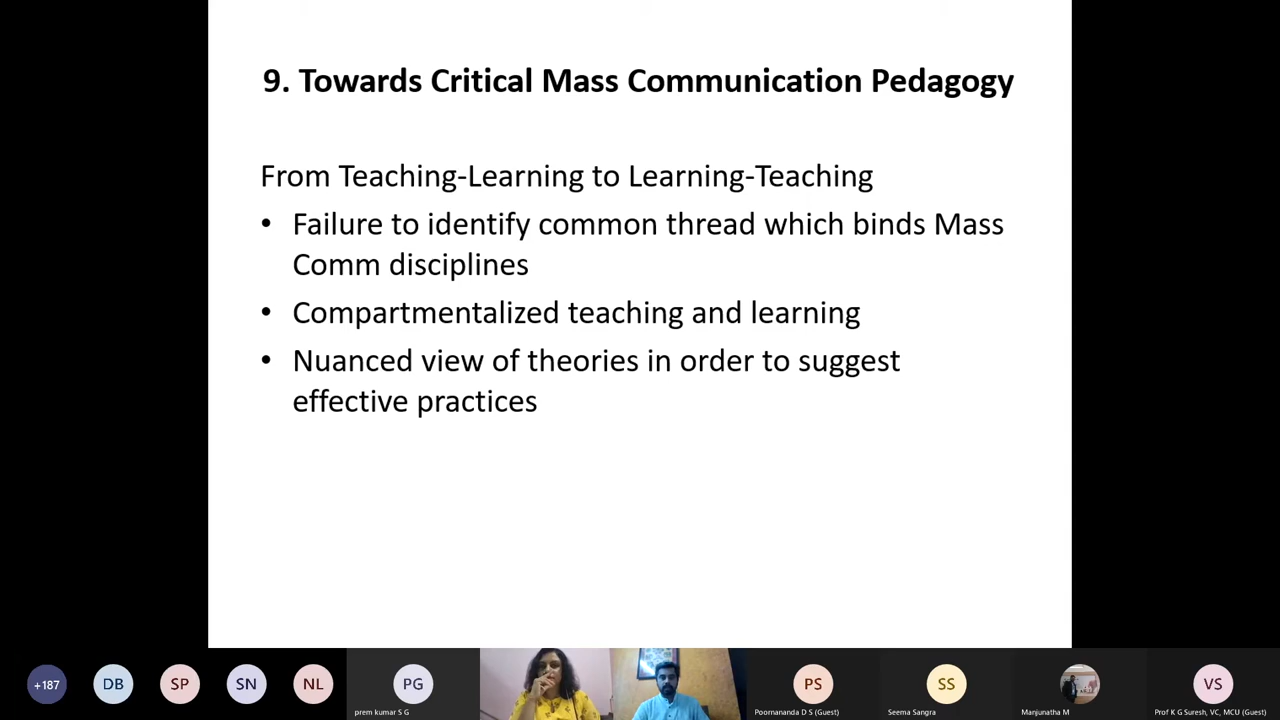 9. Towards Critical Mass Communication Pedagogy
From Teaching-Learning to Learning-Teaching
• Failure to identify common thread which binds Mass
Comm disciplines
• Compartmentalized teaching and learning
• Nuanced view of theories in order to suggest
effective practices
+187
DB
SP
SN
NL
PG
PS
SS
VS
prem kumar S G
Poornananda D S (Guest)
Seema Sangra
Manjunatha M
Prof K G Suresh, VC, MCU (Guest)